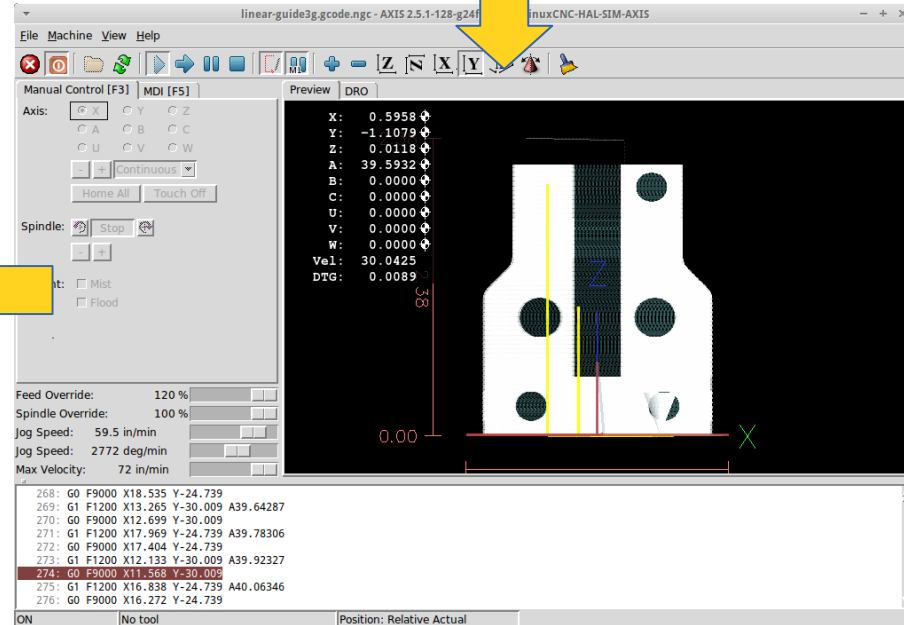 linear-guide3g.gcode.ngc - AXIS 2.5.1-128-g24f inuxCNC-HAL-SIM-AXIS
File Machine View Help
Z N X Y
Manual Control [F3] MDI [F5] Preview DRO
Axis: X Y Z
A B C
U V W
- + Continuous
Home All Touch Off
Spindle: Stop
- +
nt: Mist
Flood
X: 0.5958
Y: -1.1079
Z: 0.0118
A: 39.5932
B: 0.0000
C: 0.0000
U: 0.0000
V: 0.0000
W: 0.0000
Vel: 30.0425
DTG: 0.0089
38
Z
0.00
X
Feed Override: 120 %
Spindle Override: 100 %
Jog Speed: 59.5 in/min
Jog Speed: 2772 deg/min
Max Velocity: 72 in/min
268: G0 F9000 X18.535 Y-24.739
269: G1 F1200 X13.265 Y-30.009 A39.64287
270: G0 F9000 X12.699 Y-30.009
271: G1 F1200 X17.969 Y-24.739 A39.78306
272: G0 F9000 X17.404 Y-24.739
273: G1 F1200 X12.133 Y-30.009 A39.92327
274: G0 F9000 X11.568 Y-30.009
275: G1 F1200 X16.838 Y-24.739 A40.06346
276: G0 F9000 X16.272 Y-24.739
ON No tool Position: Relative Actual